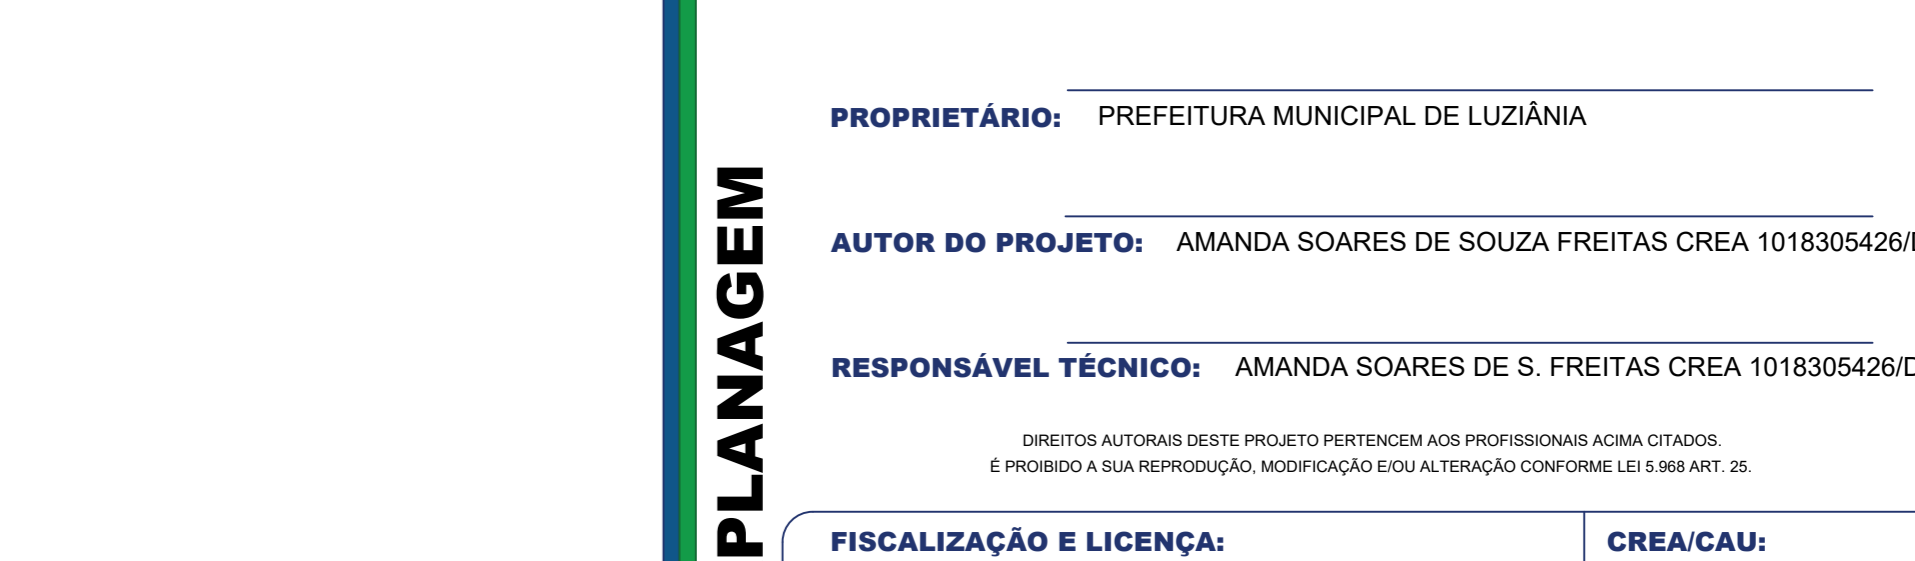 PROPRIETÁRIO: PREFEITURA MUNICIPAL DE LUZIÂNIA
AUTOR DO PROJETO: AMANDA SOARES DE SOUZA FREITAS CREA 1018305426/D
RESPONSÁVEL TÉCNICO: AMANDA SOARES DE S. FREITAS CREA 1018305426/D
DIREITOS AUTORAIS DESTE PROJETO PERTENCEM AOS PROFISSIONAIS ACIMA CITADOS.
É PROIBIDO A SUA REPRODUÇÃO, MODIFICAÇÃO E/OU ALTERAÇÃO CONFORME LEI 5.968 ART. 25.
FISCALIZAÇÃO E LICENÇA:
CREA/CAU:
PLANAGEM